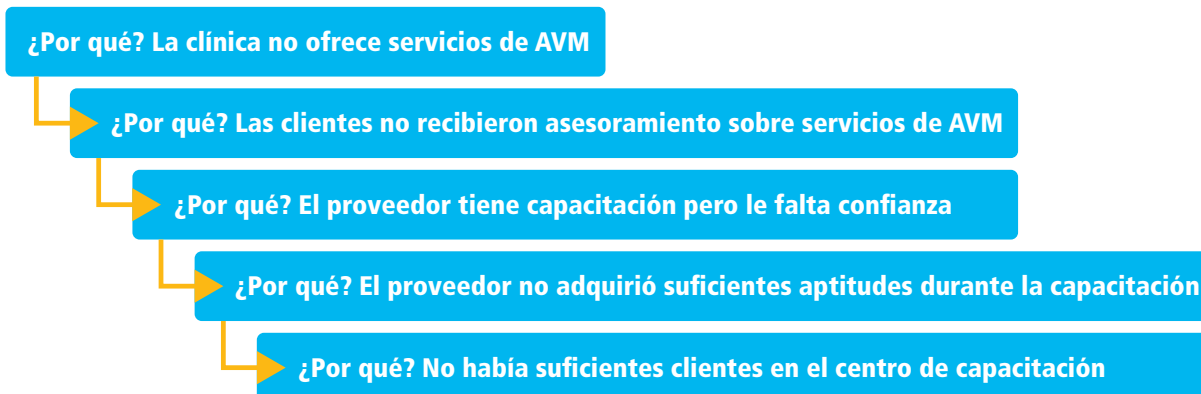 ¿Por qué? La clínica no ofrece servicios de AVM
¿Por qué? Las clientes no recibieron asesoramiento sobre servicios de AVM
¿Por qué? El proveedor tiene capacitación pero le falta confianza
¿Por qué? El proveedor no adquirió suficientes aptitudes durante la capacitación
¿Por qué? No había suficientes clientes en el centro de capacitación